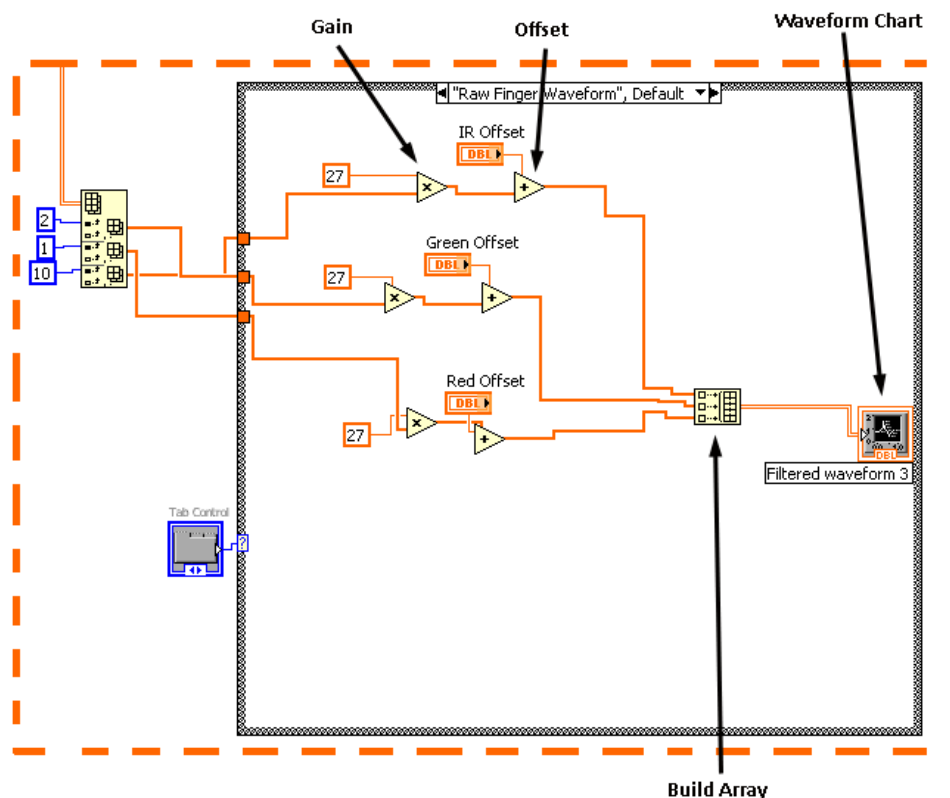 Gain
Offset
Waveform Chart
"Raw Finger Waveform", Default
IR Offset
DBL
27
2
1
10
Green Offset
DBL
27
Red Offset
DBL
27
DBL
Filtered waveform 3
Tab Control
?
Build Array